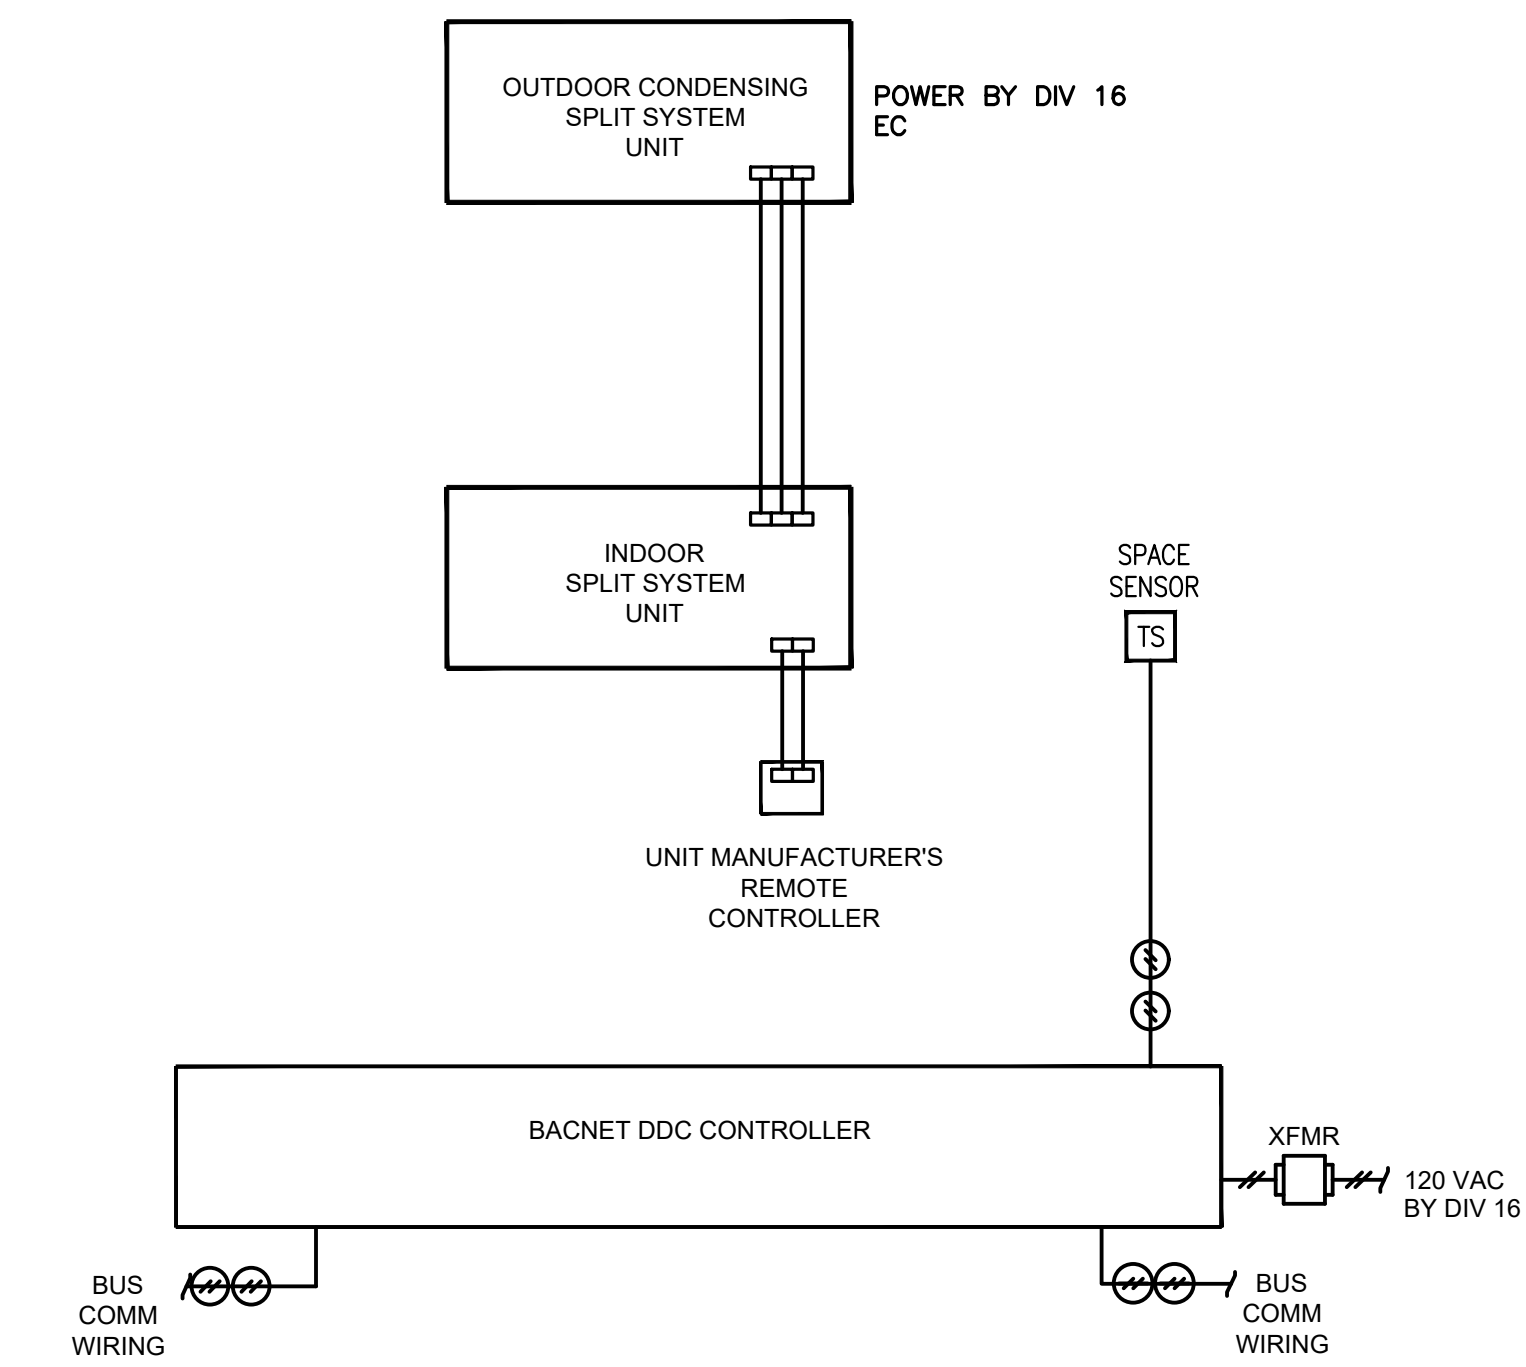 OUTDOOR CONDENSING
SPLIT SYSTEM
UNIT
POWER BY DIV 16
EC
INDOOR
SPLIT SYSTEM
UNIT
SPACE
SENSOR
TS
UNIT MANUFACTURER'S
REMOTE
CONTROLLER
BACNET DDC CONTROLLER
XFMR
120 VAC
BY DIV 16
BUS
COMM
WIRING
BUS
COMM
WIRING